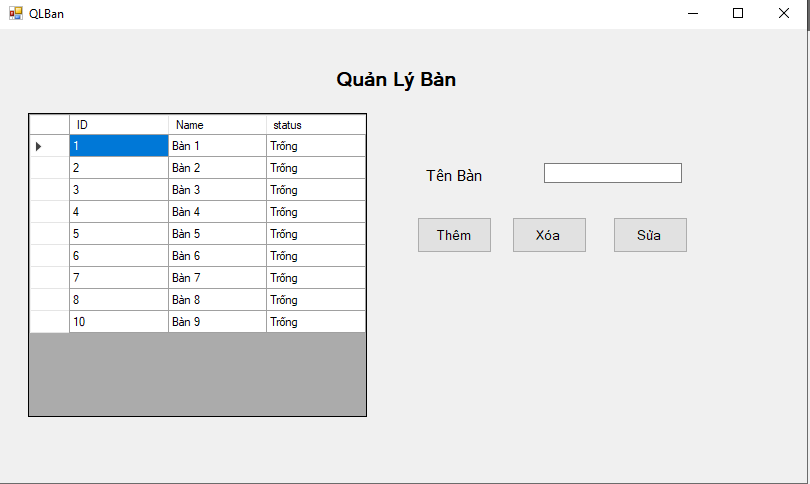 QLBan
Quản Lý Bàn
ID Name status
1 Bàn 1 Trống
2 Bàn 2 Trống
3 Bàn 3 Trống
4 Bàn 4 Trống
5 Bàn 5 Trống
6 Bàn 6 Trống
7 Bàn 7 Trống
8 Bàn 8 Trống
10 Bàn 9 Trống
Tên Bàn
Thêm Xóa Sửa